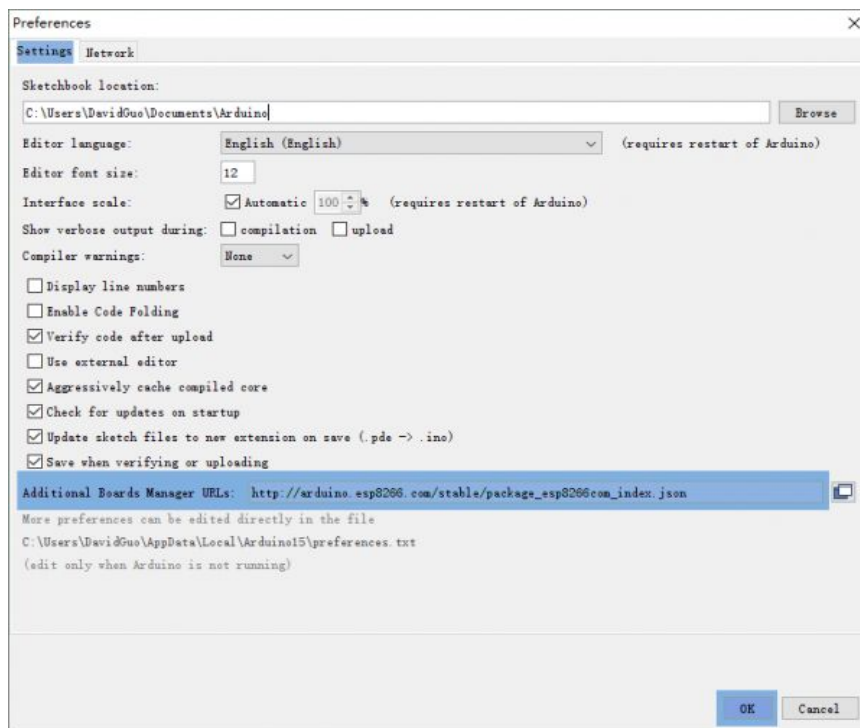 Preferences
Settings Network
Sketchbook location:
C:\Users\DavidGuo\Documents\Arduino Browse
Editor language: English (English) (requires restart of Arduino)
Editor font size: 12
Interface scale: Automatic 100 % (requires restart of Arduino)
Show verbose output during: compilation upload
Compiler warnings: None
Display line numbers
Enable Code Folding
Verify code after upload
Use external editor
Aggressively cache compiled core
Check for updates on startup
Update sketch files to new extension on save (.pde -> .ino)
Save when verifying or uploading
Additional Boards Manager URLs: http://arduino.esp8266.com/stable/package_esp8266com_index.json
More preferences can be edited directly in the file
C:\Users\DavidGuo\AppData\Local\Arduino15\preferences.txt
(edit only when Arduino is not running)
OK Cancel